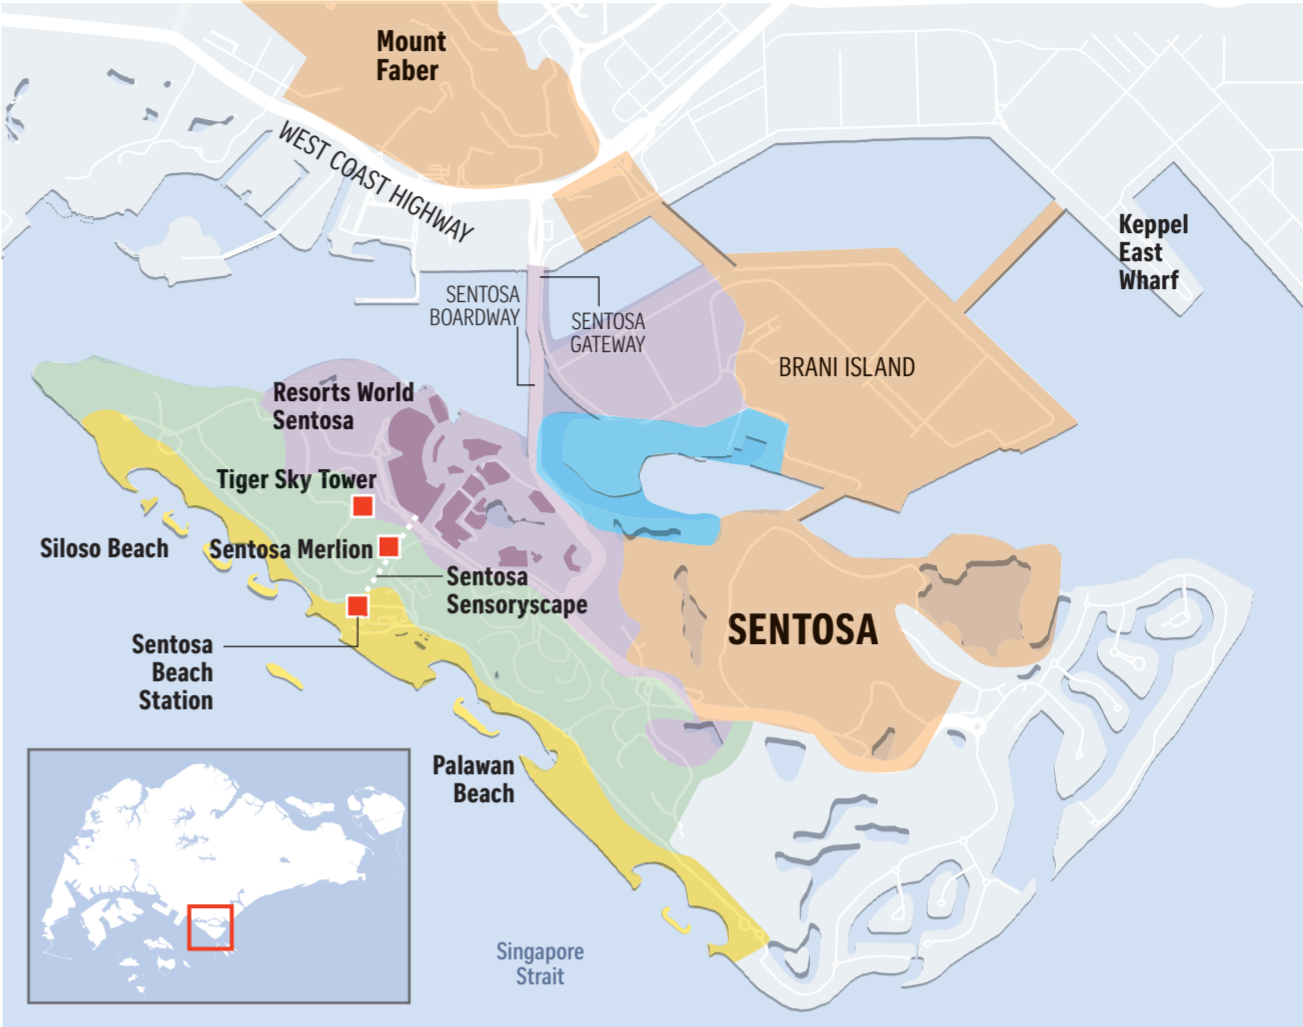 Mount
Faber
WEST COAST HIGHWAY
Keppel
East
Wharf
SENTOSA
BOARDWAY
SENTOSA
GATEWAY
BRANI ISLAND
Resorts World
Sentosa
Tiger Sky Tower
Siloso Beach
Sentosa Merlion
Sentosa
Sensoryscape
SENTOSA
Sentosa
Beach
Station
Palawan
Beach
Singapore
Strait